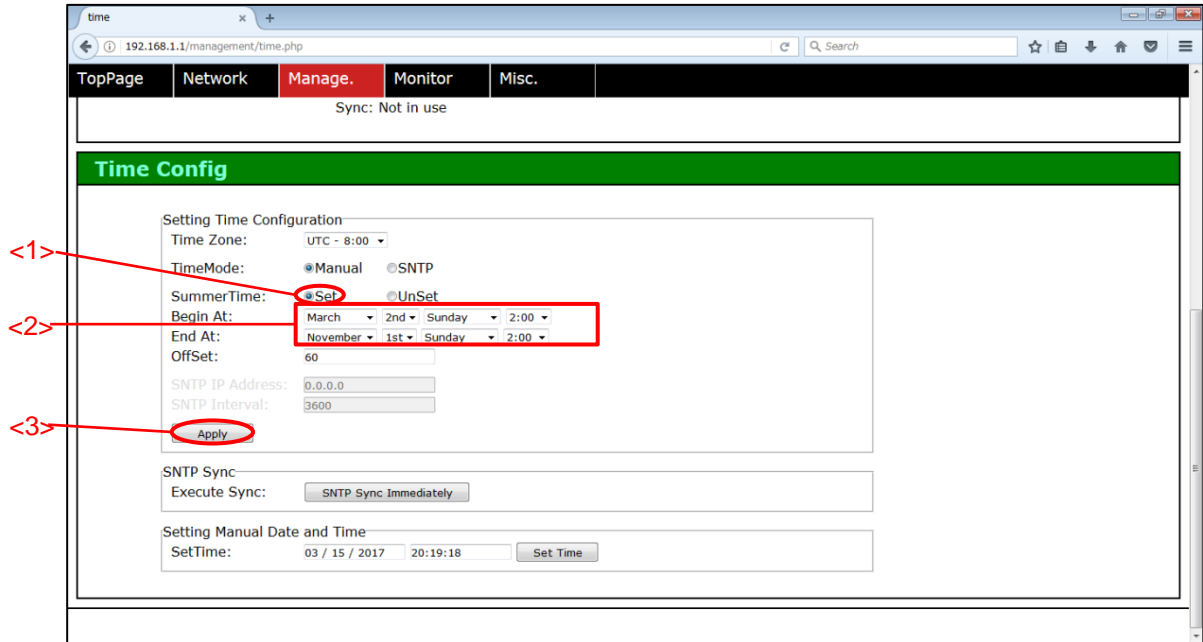 time
192.168.1.1/management/time.php
Search
TopPage Network Manage. Monitor Misc.
Sync: Not in use
Time Config
Setting Time Configuration
Time Zone: UTC - 8:00
<1>
TimeMode: Manual SNTP
SummerTime: Set UnSet
<2>
Begin At: March 2nd Sunday 2:00
End At: November 1st Sunday 2:00
OffSet: 60
SNTP IP Address: 0.0.0.0
SNTP Interval: 3600
<3>
Apply
SNTP Sync
Execute Sync: SNTP Sync Immediately
Setting Manual Date and Time
SetTime: 03 / 15 / 2017 20:19:18 Set Time